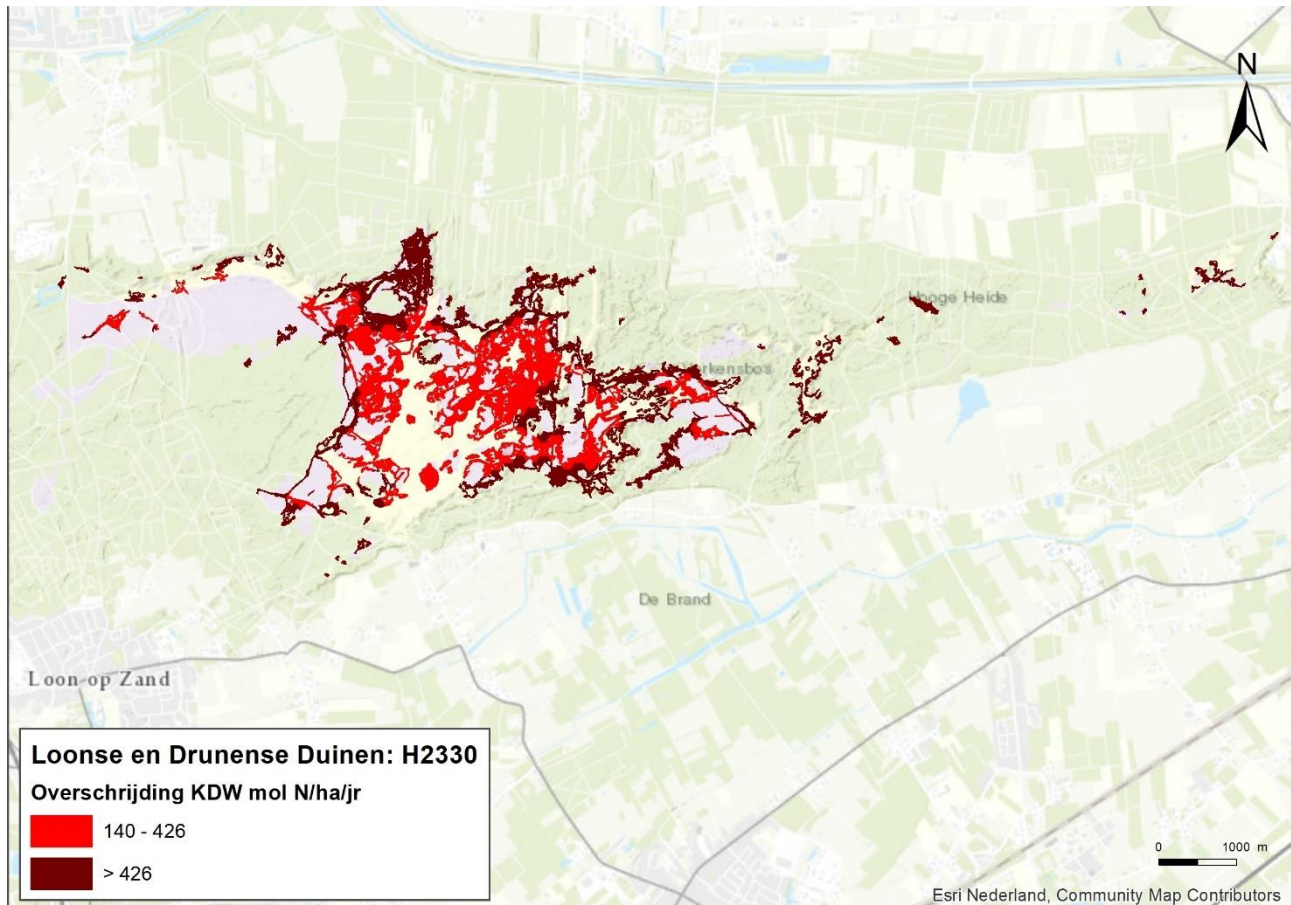 N
Hooge Heide
erkensbos
De Brand
Loon op Zand
Loonse en Drunense Duinen: H2330
Overschrijding KDW mol N/ha/jr
140 - 426
> 426
0 1000 m
Esri Nederland, Community Map Contributors